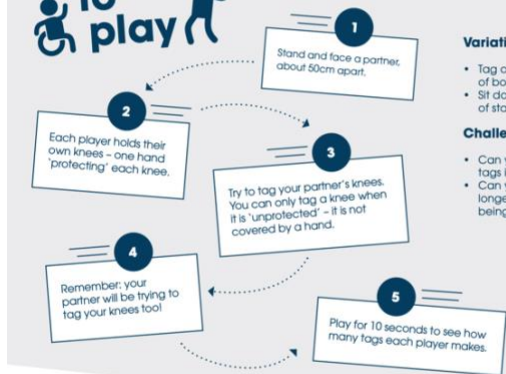 to
play
1
Stand and face a partner,
about 50cm apart.
2
Each player holds their
own knees – one hand
'protecting' each knee.
3
Try to tag your partner's knees.
You can only tag a knee when
it is 'unprotected' – it is not
covered by a hand.
4
Remember: your
partner will be trying to
tag your knees too!
5
Play for 10 seconds to see how
many tags each player makes.
Variati
• Tag
of bo
• Sit do
of sta
Challe
• Can
tags i
• Can
longe
being